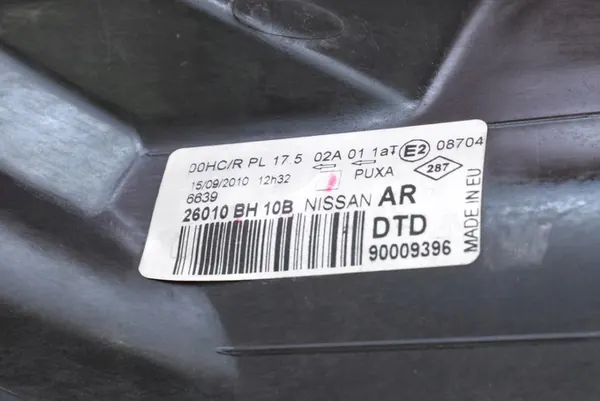 00HC/R PL 17.5 02A 01 1aT E2 08704
15/09/2010 12h32 PUXA 287
6639
26010 BH 10B NISSAN AR
DTD
90009396
MADE IN EU